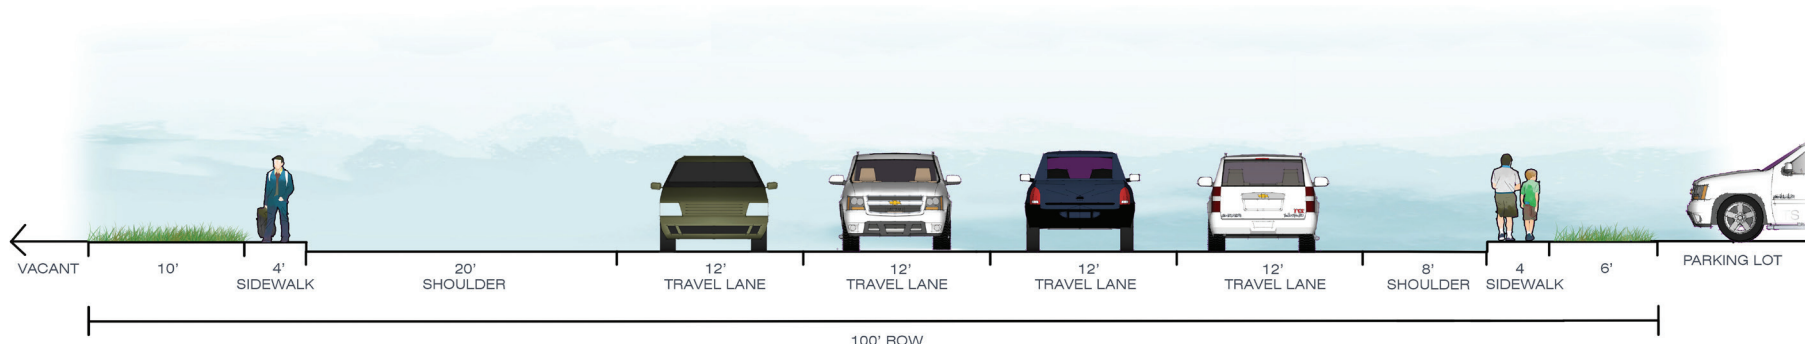 VACANT
10'
4'
SIDEWALK
20'
SHOULDER
12'
TRAVEL LANE
12'
TRAVEL LANE
12'
TRAVEL LANE
12'
TRAVEL LANE
8'
SHOULDER
4
SIDEWALK
6'
PARKING LOT
100' ROW